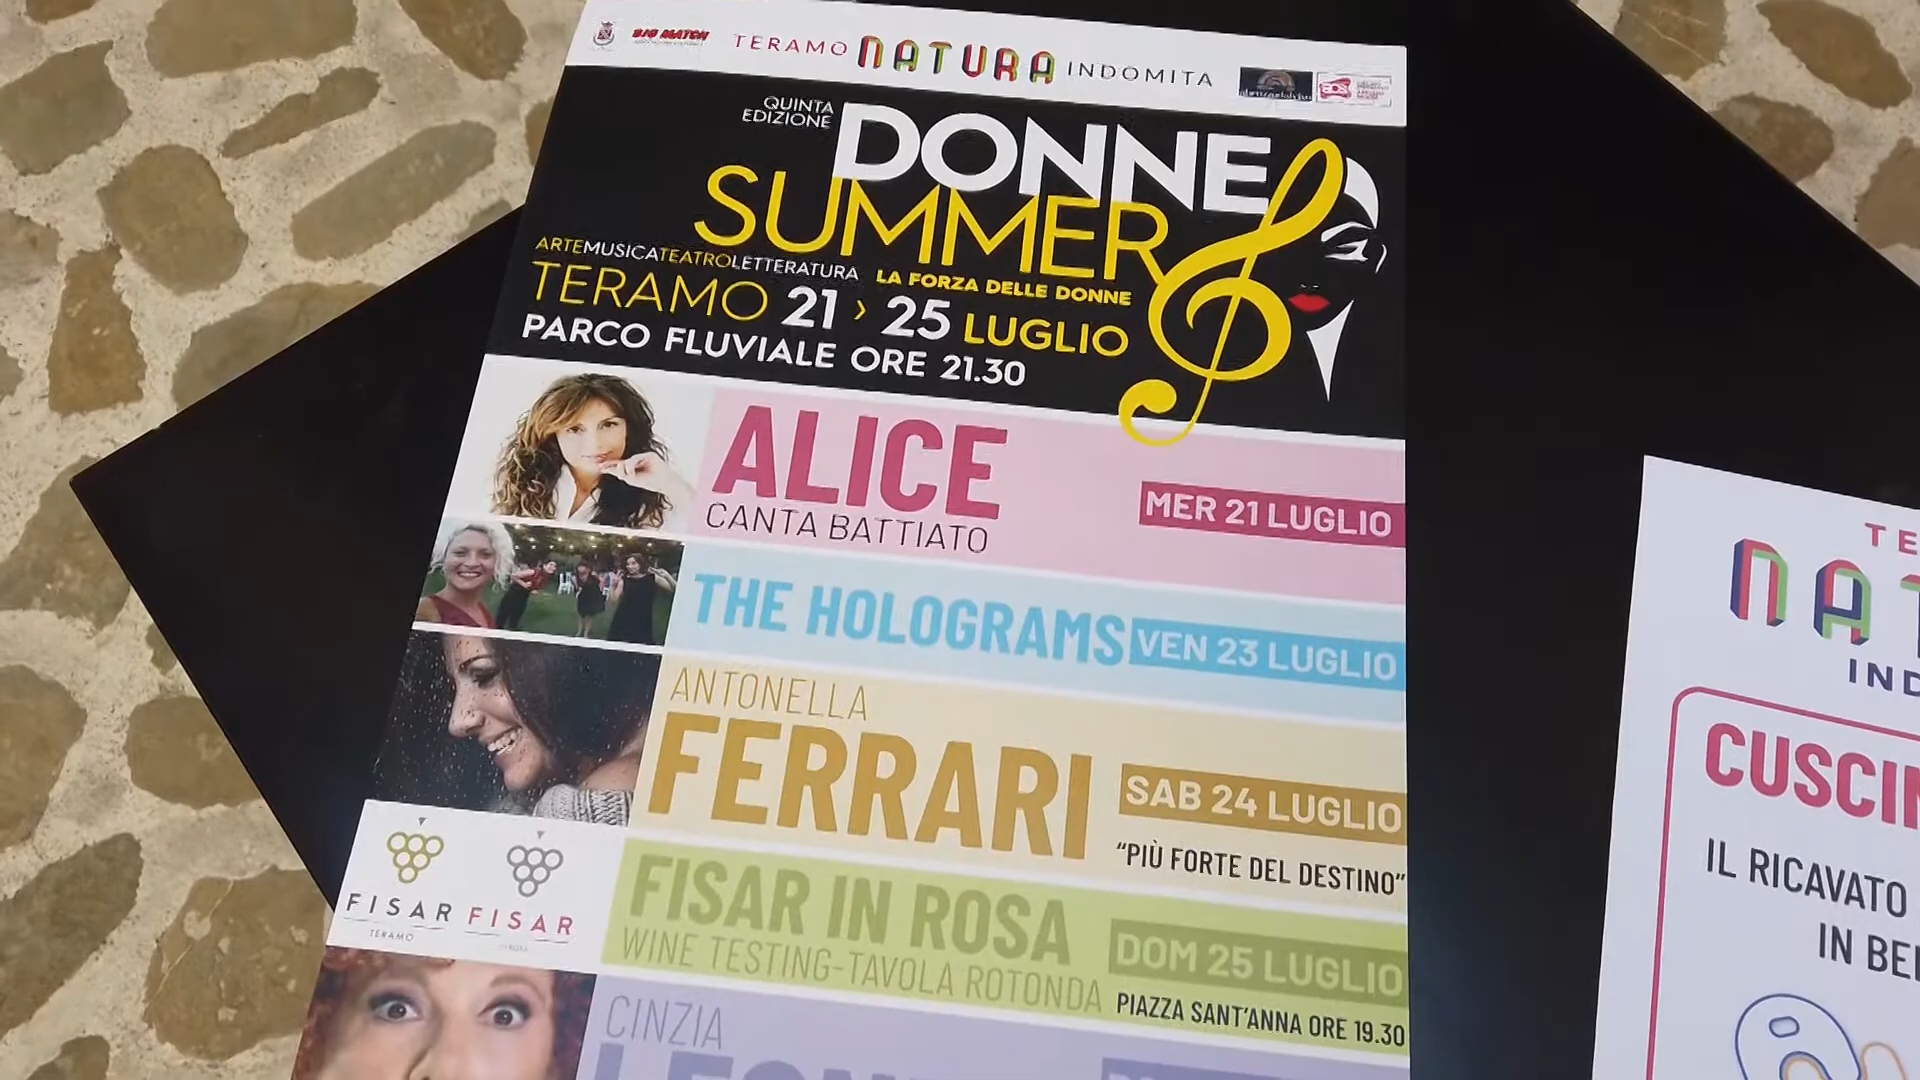 BIG MATCH
TERAMO NATURA INDOMITA
QUINTA
EDIZIONE
DONNE
SUMMER
ARTEMUSICATEATROLETTERATURA
LA FORZA DELLE DONNE
TERAMO 21 › 25 LUGLIO
PARCO FLUVIALE ORE 21.30
ALICE
CANTA BATTIATO
MER 21 LUGLIO
THE HOLOGRAMS
VEN 23 LUGLIO
ANTONELLA
FERRARI
SAB 24 LUGLIO
“PIÙ FORTE DEL DESTINO”
FISAR
TERAMO
FISAR
FISAR IN ROSA
WINE TESTING-TAVOLA ROTONDA
DOM 25 LUGLIO
PIAZZA SANT'ANNA ORE 19.30
CINZIA
TE
NAT
IND
CUSCIN
IL RICAVATO
IN BE